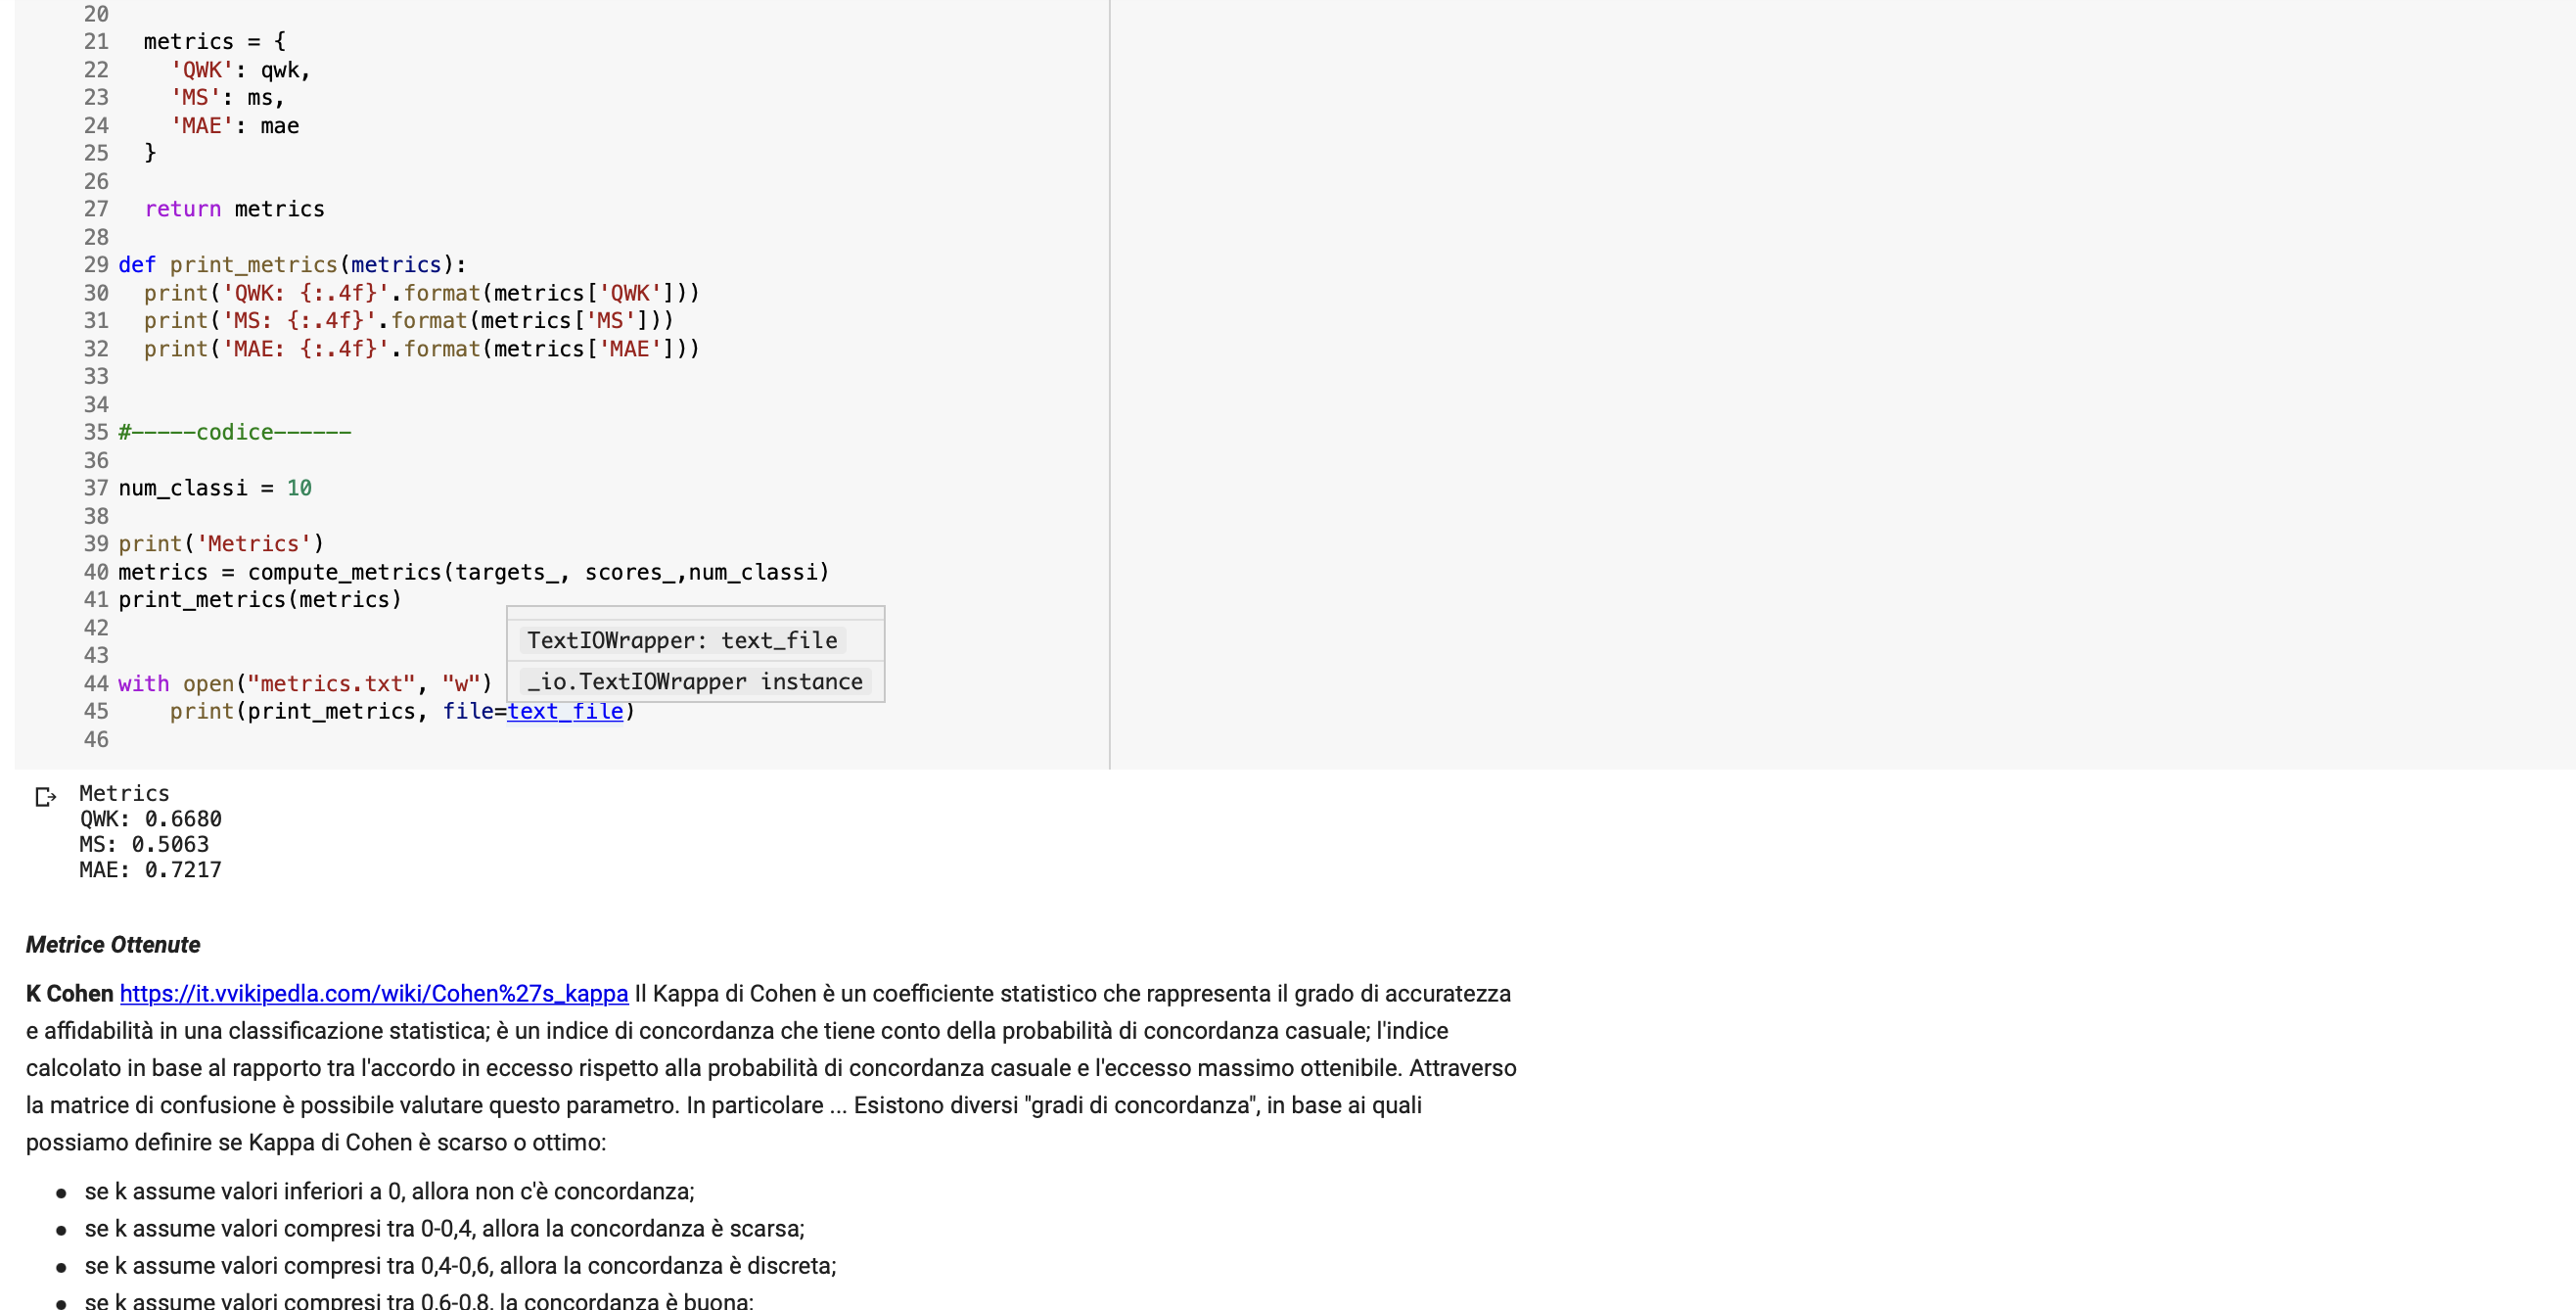 20
21 metrics = {
22 'QWK': qwk,
23 'MS': ms,
24 'MAE': mae
25 }
26
27 return metrics
28
29 def print_metrics(metrics):
30 print('QWK: {:.4f}'.format(metrics['QWK']))
31 print('MS: {:.4f}'.format(metrics['MS']))
32 print('MAE: {:.4f}'.format(metrics['MAE']))
33
34
35 #-----codice------
36
37 num_classi = 10
38
39 print('Metrics')
40 metrics = compute_metrics(targets_, scores_,num_classi)
41 print_metrics(metrics)
42
TextIOWrapper: text_file
43
44 with open("metrics.txt", "w")
_io.TextIOWrapper instance
45 print(print_metrics, file=text_file)
46
Metrics
QWK: 0.6680
MS: 0.5063
MAE: 0.7217
Metrice Ottenute
K Cohen https://it.vvikipedla.com/wiki/Cohen%27s_kappa Il Kappa di Cohen è un coefficiente statistico che rappresenta il grado di accuratezza
e affidabilità in una classificazione statistica; è un indice di concordanza che tiene conto della probabilità di concordanza casuale; l'indice
calcolato in base al rapporto tra l'accordo in eccesso rispetto alla probabilità di concordanza casuale e l'eccesso massimo ottenibile. Attraverso
la matrice di confusione è possibile valutare questo parametro. In particolare ... Esistono diversi "gradi di concordanza", in base ai quali
possiamo definire se Kappa di Cohen è scarso o ottimo:
● se k assume valori inferiori a 0, allora non c'è concordanza;
● se k assume valori compresi tra 0-0,4, allora la concordanza è scarsa;
● se k assume valori compresi tra 0,4-0,6, allora la concordanza è discreta;
● se k assume valori compresi tra 0,6-0,8, la concordanza è buona;